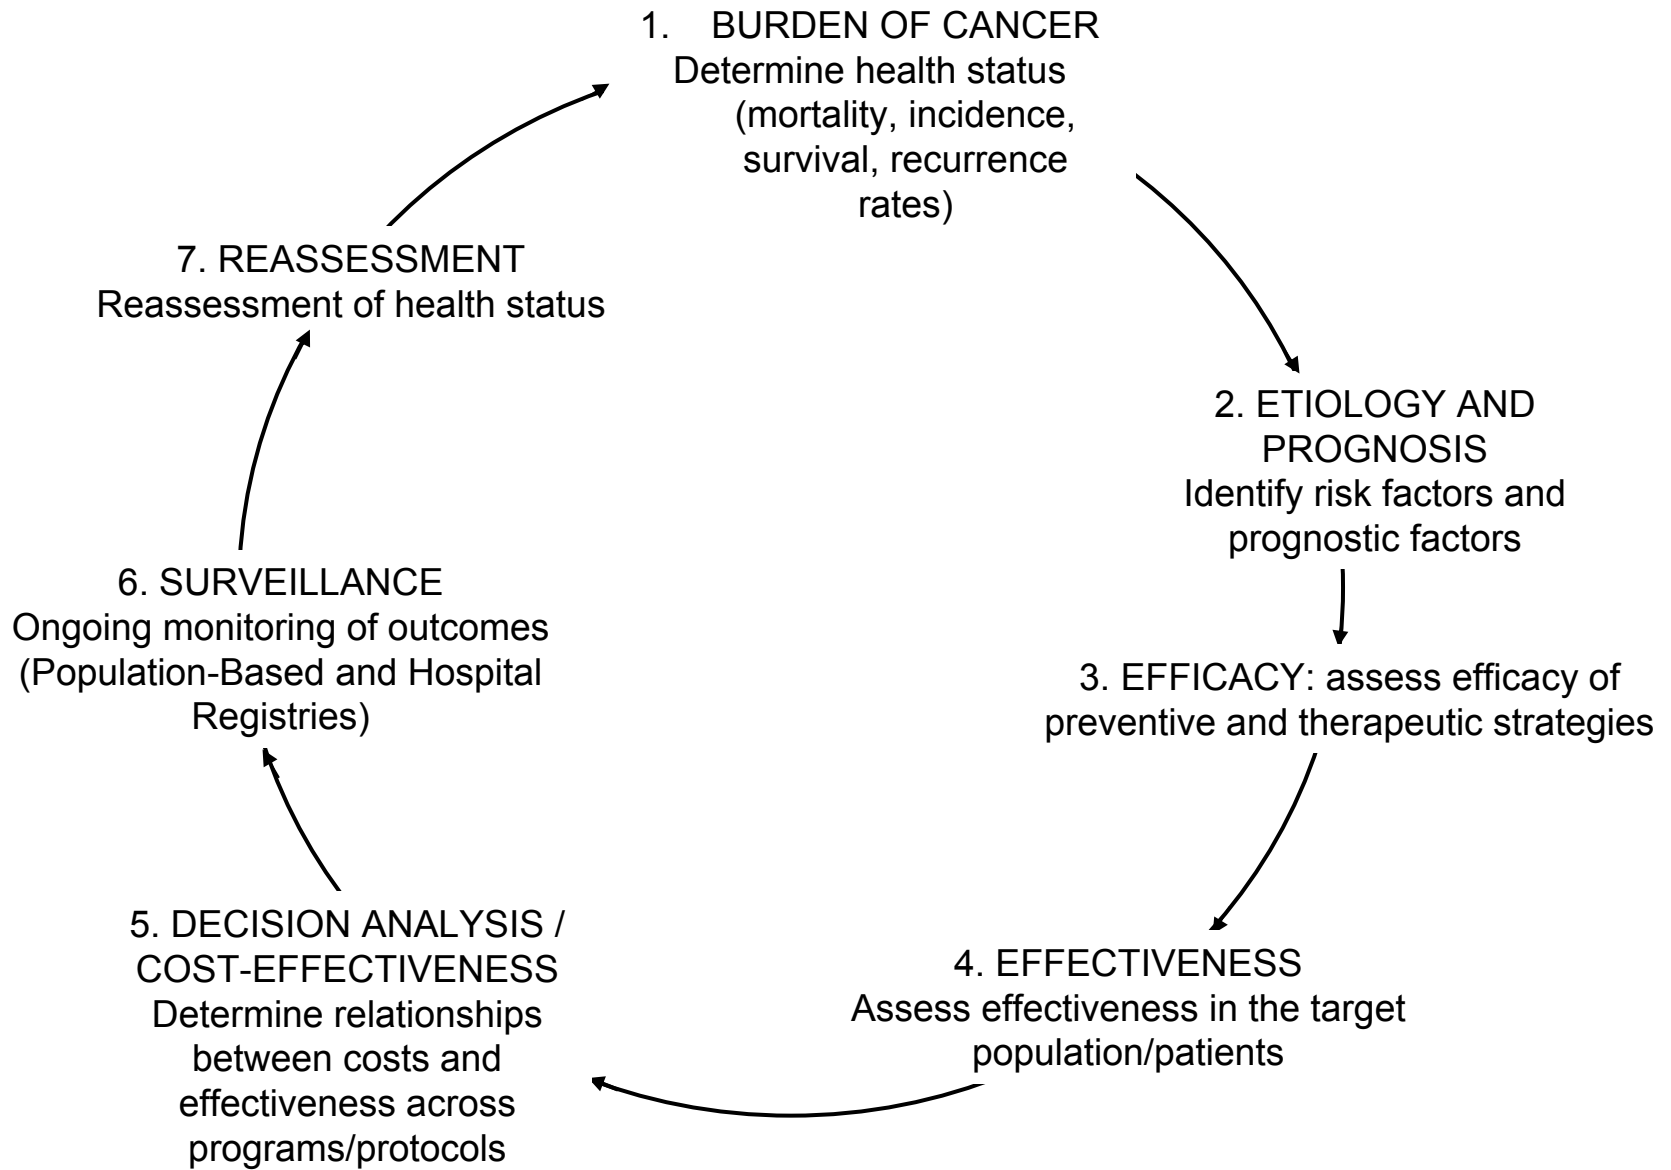 1. BURDEN OF CANCER
Determine health status
(mortality, incidence,
survival, recurrence
rates)
2. ETIOLOGY AND
PROGNOSIS
Identify risk factors and
prognostic factors
3. EFFICACY: assess efficacy of
preventive and therapeutic strategies
4. EFFECTIVENESS
Assess effectiveness in the target
population/patients
5. DECISION ANALYSIS /
COST-EFFECTIVENESS
Determine relationships
between costs and
effectiveness across
programs/protocols
6. SURVEILLANCE
Ongoing monitoring of outcomes
(Population-Based and Hospital
Registries)
7. REASSESSMENT
Reassessment of health status